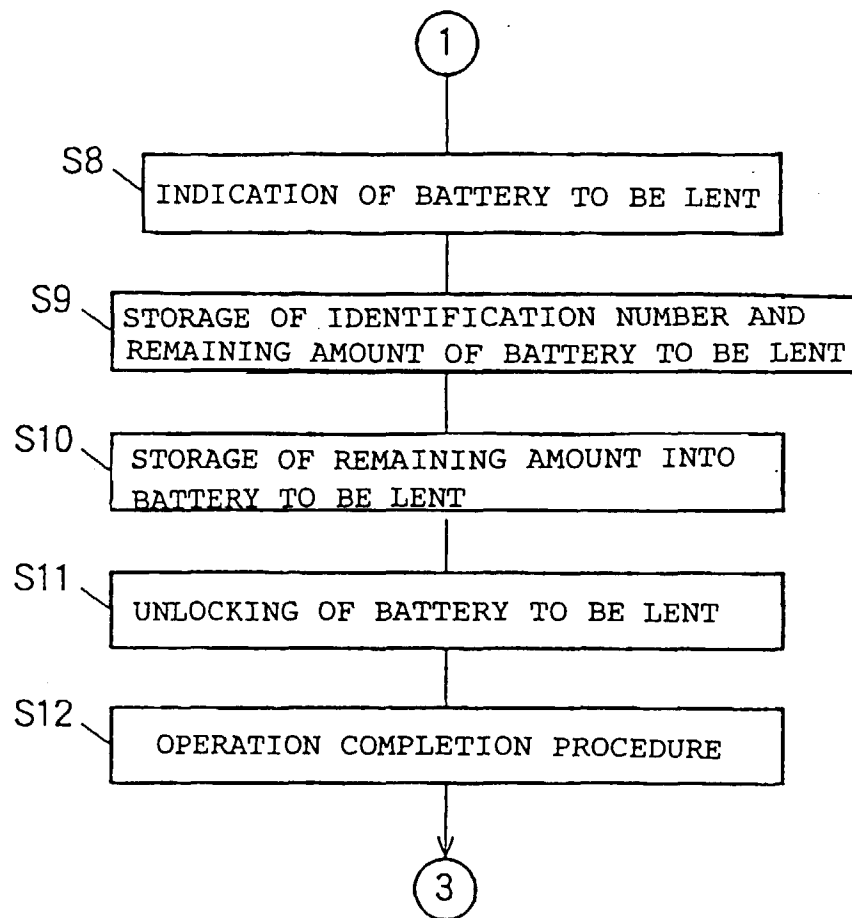 1
S8
INDICATION OF BATTERY TO BE LENT
S9
STORAGE OF IDENTIFICATION NUMBER AND
REMAINING AMOUNT OF BATTERY TO BE LENT
S10
STORAGE OF REMAINING AMOUNT INTO
BATTERY TO BE LENT
S11
UNLOCKING OF BATTERY TO BE LENT
S12
OPERATION COMPLETION PROCEDURE
3